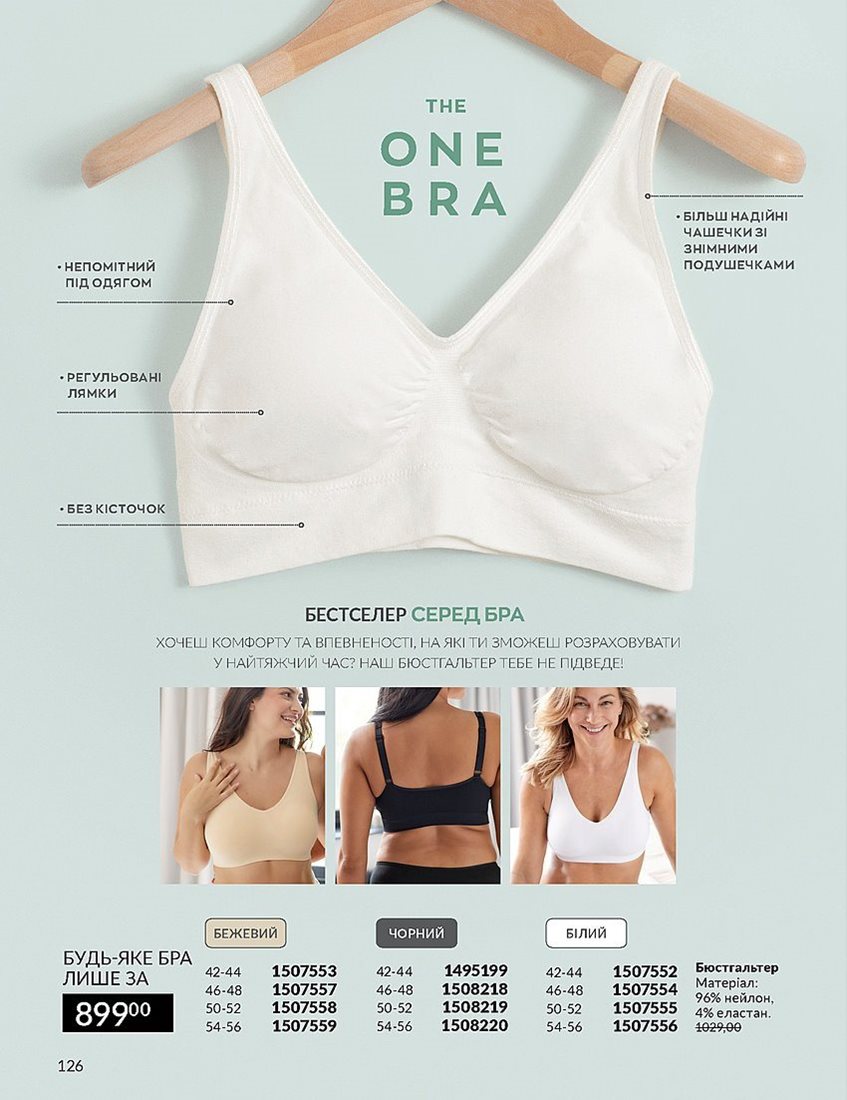 THE
ONE
BRA
• БІЛЬШ НАДІЙНІ
ЧАШЕЧКИ ЗІ
ЗНІМНИМИ
ПОДУШЕЧКАМИ
• НЕПОМІТНИЙ
ПІД ОДЯГОМ
• РЕГУЛЬОВАНІ
ЛЯМКИ
• БЕЗ КІСТОЧОК
БЕСТСЕЛЕР СЕРЕД БРА
ХОЧЕШ КОМФОРТУ ТА ВПЕВНЕНОСТІ, НА ЯКІ ТИ ЗМОЖЕШ РОЗРАХОВУВАТИ
У НАЙТЯЖЧИЙ ЧАС? НАШ БЮСТГАЛЬТЕР ТЕБЕ НЕ ПІДВЕДЕ!
БУДЬ-ЯКЕ БРА
ЛИШЕ ЗА
899⁰⁰
БЕЖЕВИЙ
42-44 1507553
46-48 1507557
50-52 1507558
54-56 1507559
ЧОРНИЙ
42-44 1495199
46-48 1508218
50-52 1508219
54-56 1508220
БІЛИЙ
42-44 1507552
46-48 1507554
50-52 1507555
54-56 1507556
Бюстгальтер
Матеріал:
96% нейлон,
4% еластан.
1029,00
126